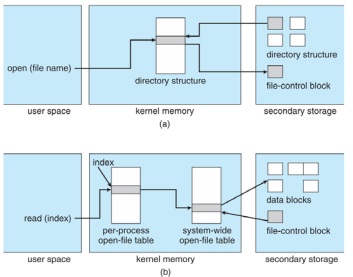 open (file name)
directory structure
directory structure
file-control block
user space
kernel memory
secondary storage
(a)
index
read (index)
per-process
open-file table
system-wide
open-file table
data blocks
file-control block
user space
kernel memory
secondary storage
(b)